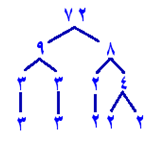 ٧٢
٩ ٨
٣ ٣ ٢ ٤
٣ ٣ ٢ ٢ ٢